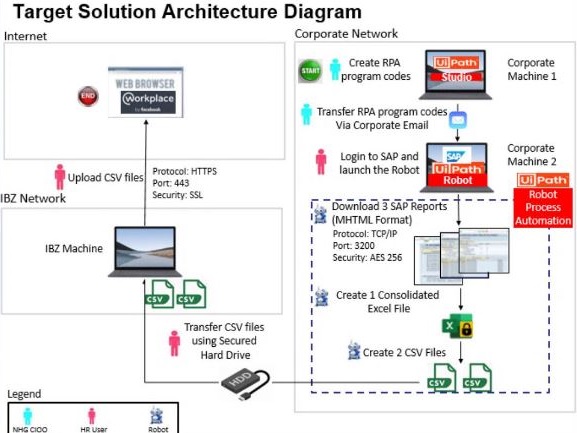 Target Solution Architecture Diagram
Internet
WEB BROWSER
Workplace
by facebook
END
Upload CSV files
Protocol: HTTPS
Port: 443
Security: SSL
IBZ Network
IBZ Machine
CSV
CSV
Transfer CSV files
using Secured
Hard Drive
HDD
Corporate Network
START
Create RPA
program codes
UiPath
Studio
Corporate
Machine 1
Transfer RPA program codes
Via Corporate Email
Login to SAP and
launch the Robot
SAP
UiPath
Robot
Corporate
Machine 2
UiPath
Robot
Process
Automation
Download 3 SAP Reports
(MHTML Format)
Protocol: TCP/IP
Port: 3200
Security: AES 256
Create 1 Consolidated
Excel File
X
Create 2 CSV Files
CSV
CSV
Legend
NHG CIOO
HR User
Robot